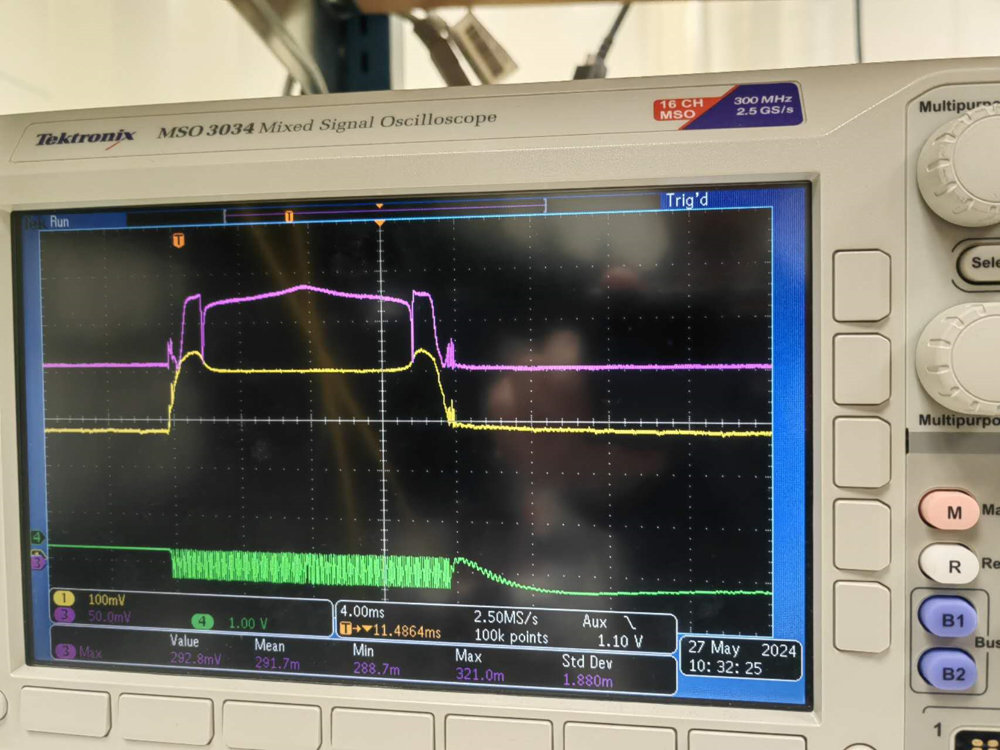 Tektronix MSO 3034 Mixed Signal Oscilloscope
16 CH
MSO
300 MHz
2.5 GS/s
Multipurpo
Tek Run
Trig'd
T
T
Sele
Multipurpo
4
3
1 100mV
3 50.0mV
4 1.00 V
4.00ms
T→▼11.4864ms
2.50MS/s
100k points
Aux
1.10 V
Value Mean Min Max Std Dev
3 Max 292.8mV 291.7m 288.7m 321.0m 1.880m
27 May 2024
10: 32: 25
M Ma
R Re
B1
Bus
B2
1